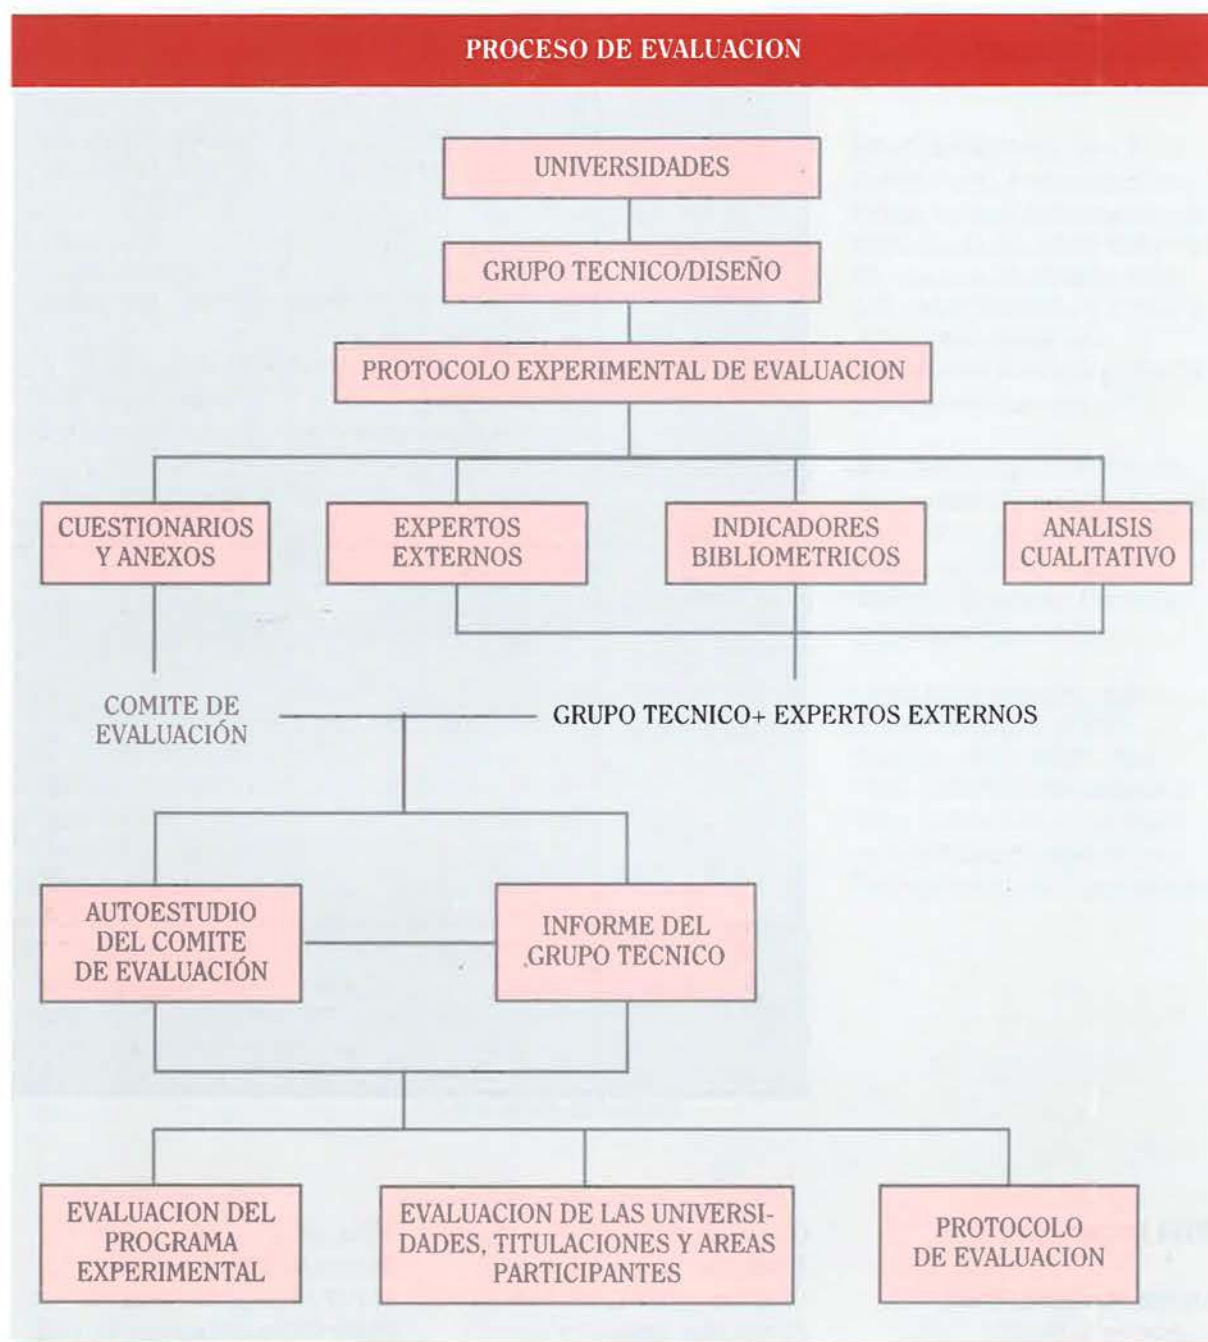 PROCESO DE EVALUACION
UNIVERSIDADES
GRUPO TECNICO/DISEÑO
PROTOCOLO EXPERIMENTAL DE EVALUACION
CUESTIONARIOS
Y ANEXOS
EXPERTOS
EXTERNOS
INDICADORES
BIBLIOMETRICOS
ANALISIS
CUALITATIVO
COMITE DE
EVALUACIÓN
GRUPO TECNICO+ EXPERTOS EXTERNOS
AUTOESTUDIO
DEL COMITE
DE EVALUACIÓN
INFORME DEL
GRUPO TECNICO
EVALUACION DEL
PROGRAMA
EXPERIMENTAL
EVALUACION DE LAS UNIVERSI-
DADES, TITULACIONES Y AREAS
PARTICIPANTES
PROTOCOLO
DE EVALUACION